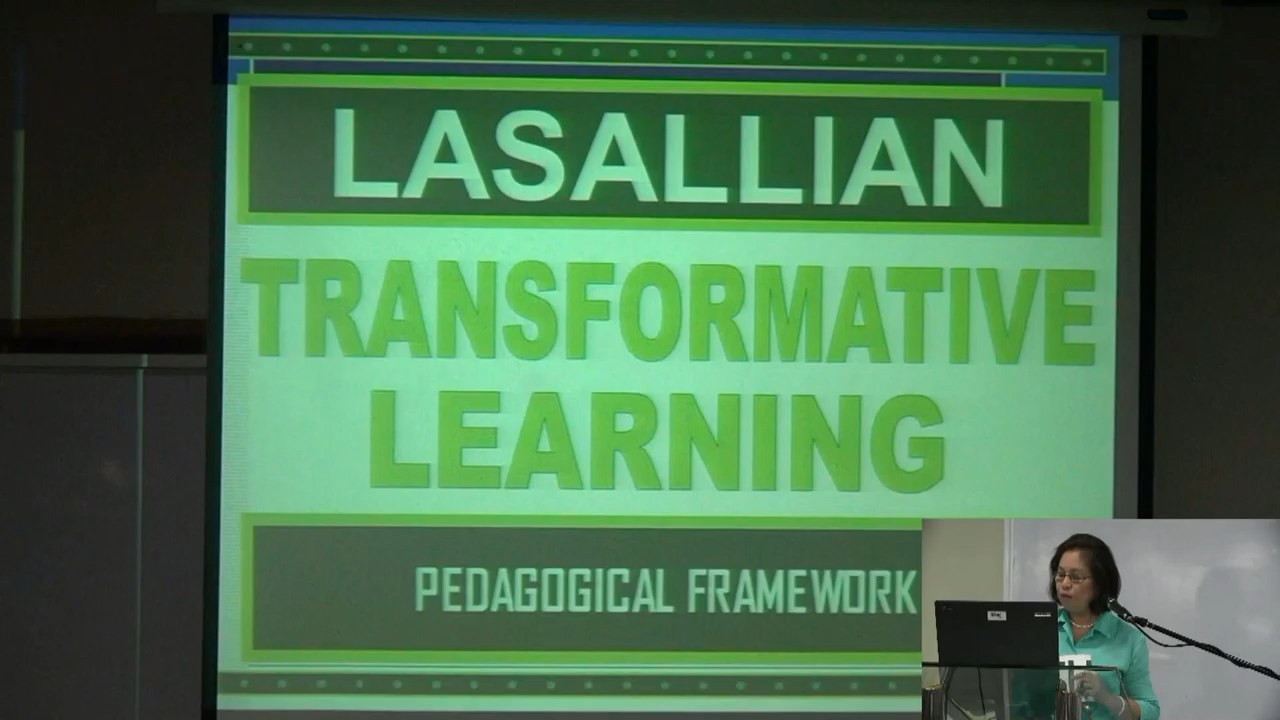 LASALLIAN
TRANSFORMATIVE
LEARNING
PEDAGOGICAL FRAMEWORK